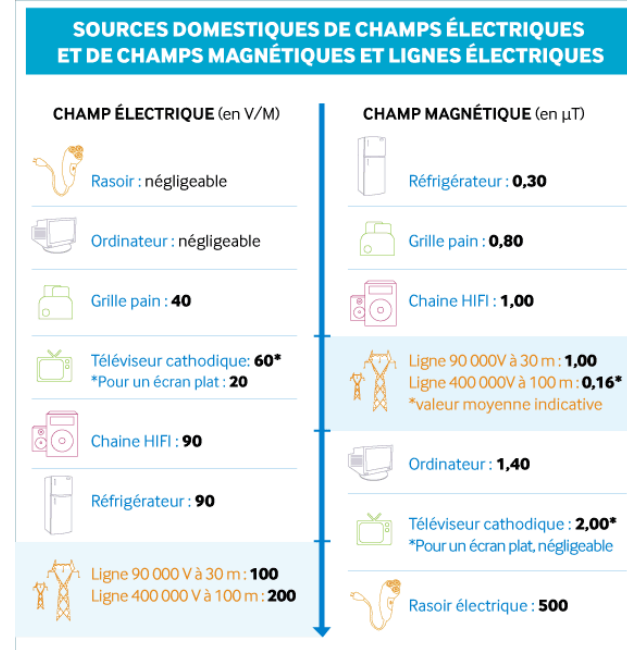 SOURCES DOMESTIQUES DE CHAMPS ÉLECTRIQUES
ET DE CHAMPS MAGNÉTIQUES ET LIGNES ÉLECTRIQUES
CHAMP ÉLECTRIQUE (en V/M)
Rasoir : négligeable
Ordinateur : négligeable
Grille pain : 40
Téléviseur cathodique: 60*
*Pour un écran plat : 20
Chaine HIFI : 90
Réfrigérateur : 90
Ligne 90 000 V à 30 m : 100
Ligne 400 000 V à 100 m : 200
CHAMP MAGNÉTIQUE (en µT)
Réfrigérateur : 0,30
Grille pain : 0,80
Chaine HIFI : 1,00
Ligne 90 000V à 30 m : 1,00
Ligne 400 000V à 100 m : 0,16*
*valeur moyenne indicative
Ordinateur : 1,40
Téléviseur cathodique : 2,00*
*Pour un écran plat, négligeable
Rasoir électrique : 500